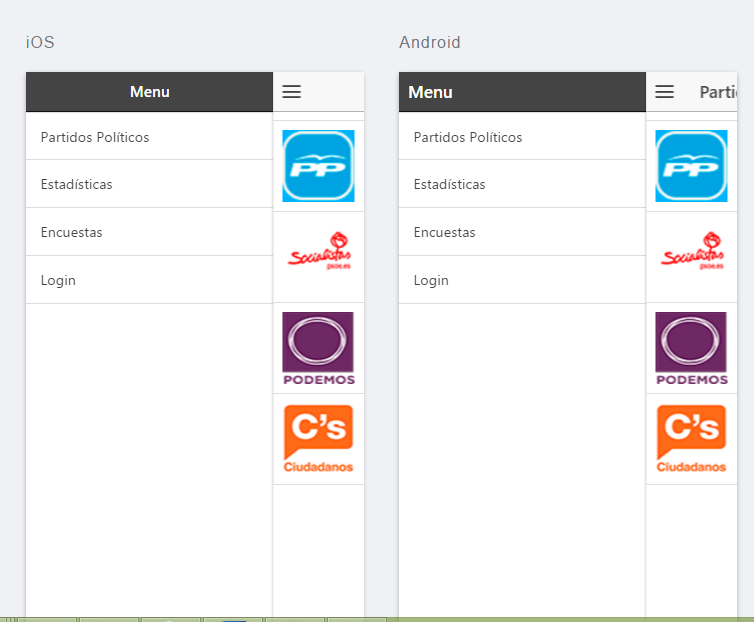 iOS
Menu
Partidos Políticos
Estadísticas
Encuestas
Login
PP
Socialistas
psoe.es
PODEMOS
C's
Ciudadanos
Android
Menu
Parti
Partidos Políticos
Estadísticas
Encuestas
Login
PP
Socialistas
psoe.es
PODEMOS
C's
Ciudadanos